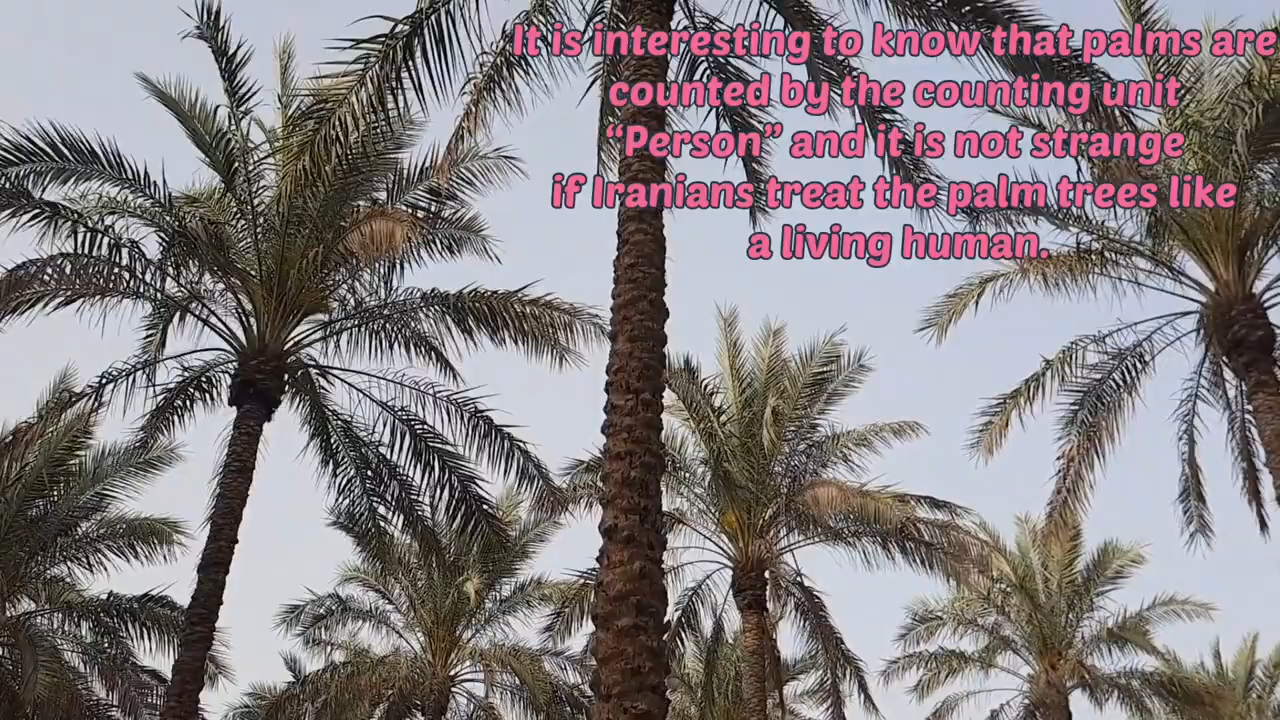 It is interesting to know that palms are
counted by the counting unit
“Person” and it is not strange
if Iranians treat the palm trees like
a living human.